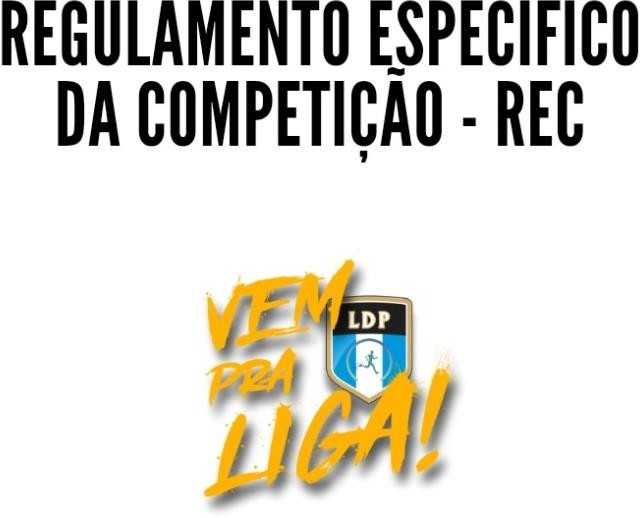 REGULAMENTO ESPECIFICO
DA COMPETIÇÃO - REC
VEM
LDP
PRA
LIGA!